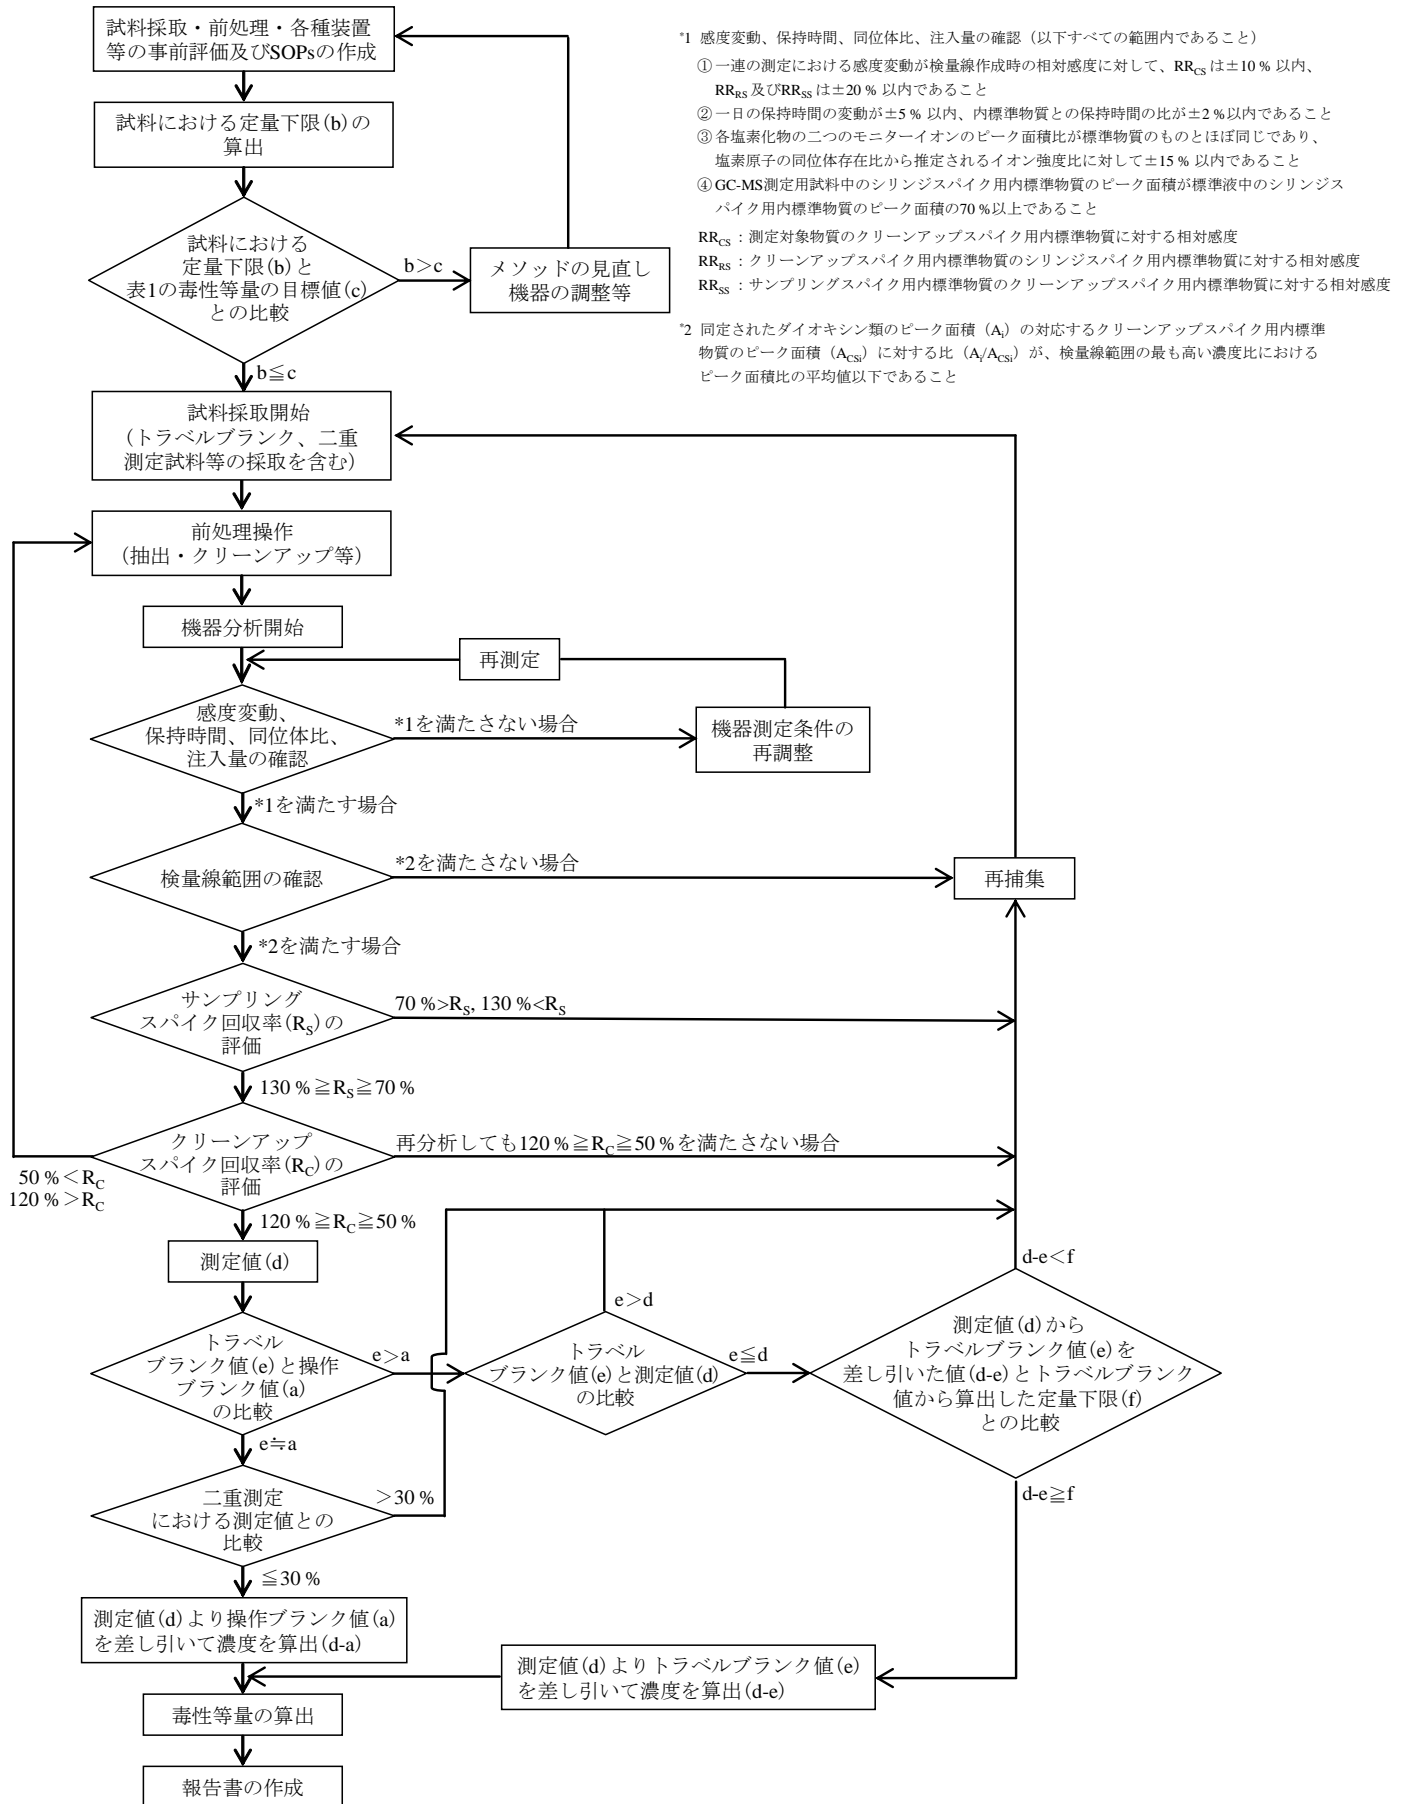 試料採取・前処理・各種装置
等の事前評価及びSOPsの作成
試料における定量下限(b)の
算出
試料における
定量下限(b)と
表1の毒性等量の目標値(c)
との比較
b＞c
メソッドの見直し
機器の調整等
b≦c
*1 感度変動、保持時間、同位体比、注入量の確認（以下すべての範囲内であること）
①一連の測定における感度変動が検量線作成時の相対感度に対して、RRCSは±10 % 以内、
RRRS 及びRRSSは±20 % 以内であること
②一日の保持時間の変動が±5 % 以内、内標準物質との保持時間の比が±2 %以内であること
③各塩素化物の二つのモニターイオンのピーク面積比が標準物質のものとほぼ同じであり、
塩素原子の同位体存在比から推定されるイオン強度比に対して±15 % 以内であること
④GC-MS測定用試料中のシリンジスパイク用内標準物質のピーク面積が標準液中のシリンジス
パイク用内標準物質のピーク面積の70 %以上であること
RRCS：測定対象物質のクリーンアップスパイク用内標準物質に対する相対感度
RRRS：クリーンアップスパイク用内標準物質のシリンジスパイク用内標準物質に対する相対感度
RRSS：サンプリングスパイク用内標準物質のクリーンアップスパイク用内標準物質に対する相対感度
*2 同定されたダイオキシン類のピーク面積（Ai）の対応するクリーンアップスパイク用内標準
物質のピーク面積（ACSi）に対する比（Ai/ACSi）が、検量線範囲の最も高い濃度比における
ピーク面積比の平均値以下であること
試料採取開始
（トラベルブランク、二重
測定試料等の採取を含む）
前処理操作
（抽出・クリーンアップ等）
機器分析開始
再測定
感度変動、
保持時間、同位体比、
注入量の確認
*1を満たさない場合
機器測定条件の
再調整
*1を満たす場合
検量線範囲の確認
*2を満たさない場合
再捕集
*2を満たす場合
サンプリング
スパイク回収率(RS)の
評価
70 %>RS, 130 %<RS
130 %≧RS≧70 %
クリーンアップ
スパイク回収率(RC)の
評価
再分析しても120 %≧RC≧50 %を満たさない場合
50 %＜RC
120 %＞RC
120 %≧RC≧50 %
測定値(d)
トラベル
ブランク値(e)と操作
ブランク値(a)
の比較
e＞a
e＞d
トラベル
ブランク値(e)と測定値(d)
の比較
e≦d
d-e＜f
測定値(d)から
トラベルブランク値(e)を
差し引いた値(d-e)とトラベルブランク
値から算出した定量下限(f)
との比較
e≒a
二重測定
における測定値との
比較
＞30 %
d-e≧f
≦30 %
測定値(d)より操作ブランク値(a)
を差し引いて濃度を算出(d-a)
測定値(d)よりトラベルブランク値(e)
を差し引いて濃度を算出(d-e)
毒性等量の算出
報告書の作成